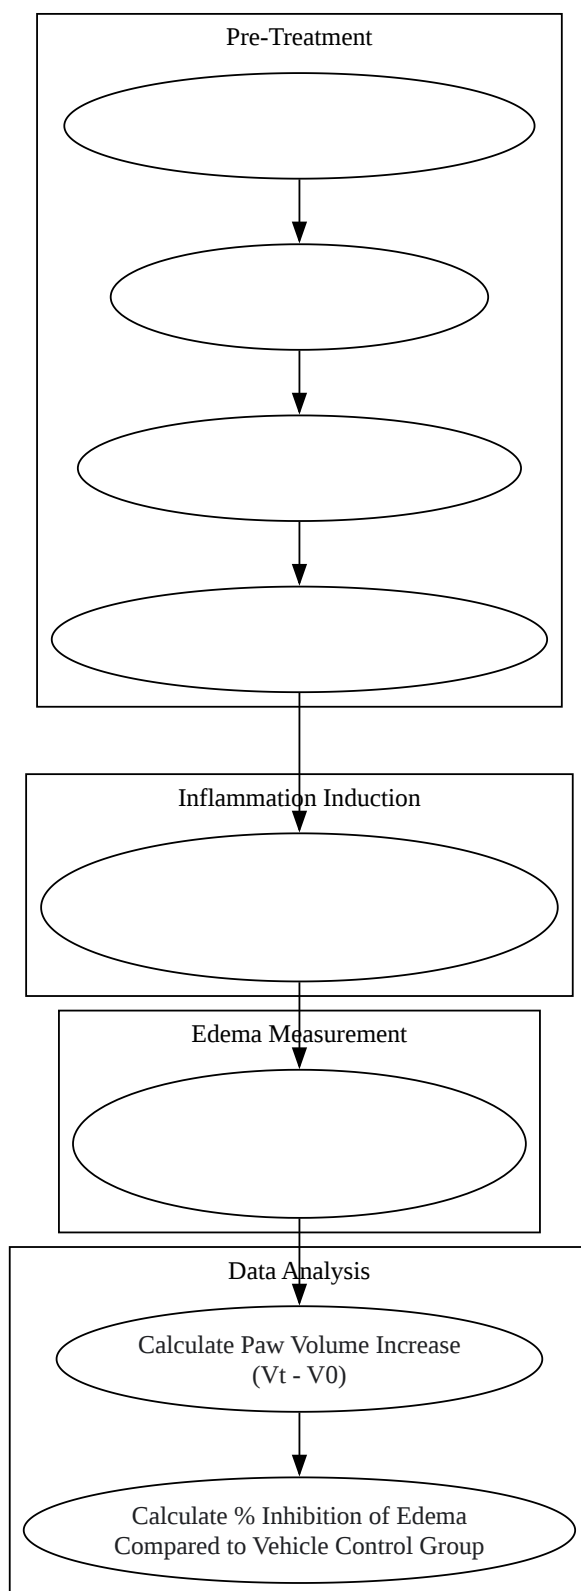 Pre-Treatment
Inflammation Induction
Edema Measurement
Data Analysis
Calculate Paw Volume Increase
(Vt - V0)
Calculate % Inhibition of Edema
Compared to Vehicle Control Group